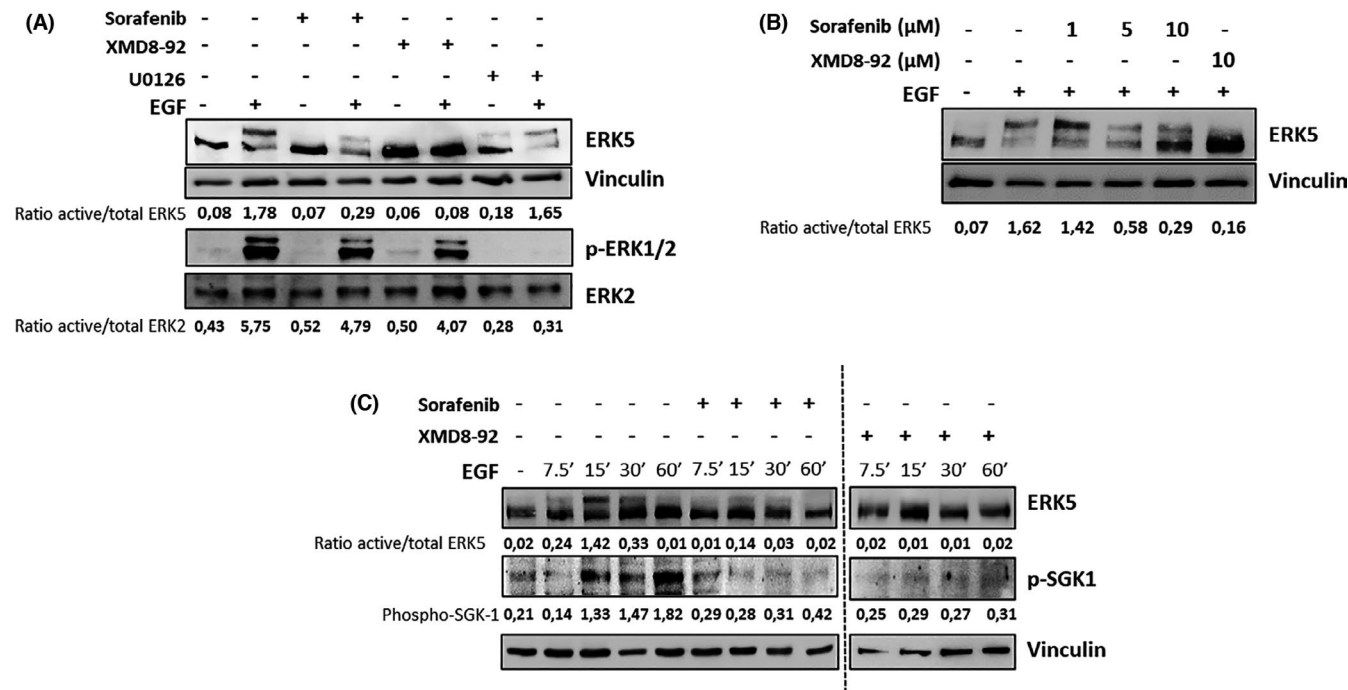 (A)
Sorafenib - - + + - - - -
XMD8-92 - - - - + + - -
U0126 - - - - - - + +
EGF - + - + - + - +
ERK5
Vinculin
Ratio active/total ERK5 0,08 1,78 0,07 0,29 0,06 0,08 0,18 1,65
p-ERK1/2
ERK2
Ratio active/total ERK2 0,43 5,75 0,52 4,79 0,50 4,07 0,28 0,31
(B)
Sorafenib (µM) - - 1 5 10 -
XMD8-92 (µM) - - - - - 10
EGF - + + + + +
ERK5
Vinculin
Ratio active/total ERK5 0,07 1,62 1,42 0,58 0,29 0,16
(C)
Sorafenib - - - - - + + + + - - - -
XMD8-92 - - - - - - - - - + + + +
EGF - 7.5′ 15′ 30′ 60′ 7.5′ 15′ 30′ 60′ 7.5′ 15′ 30′ 60′
ERK5
Ratio active/total ERK5 0,02 0,24 1,42 0,33 0,01 0,01 0,14 0,03 0,02 0,02 0,01 0,01 0,02
p-SGK1
Phospho-SGK-1 0,21 0,14 1,33 1,47 1,82 0,29 0,28 0,31 0,42 0,25 0,29 0,27 0,31
Vinculin